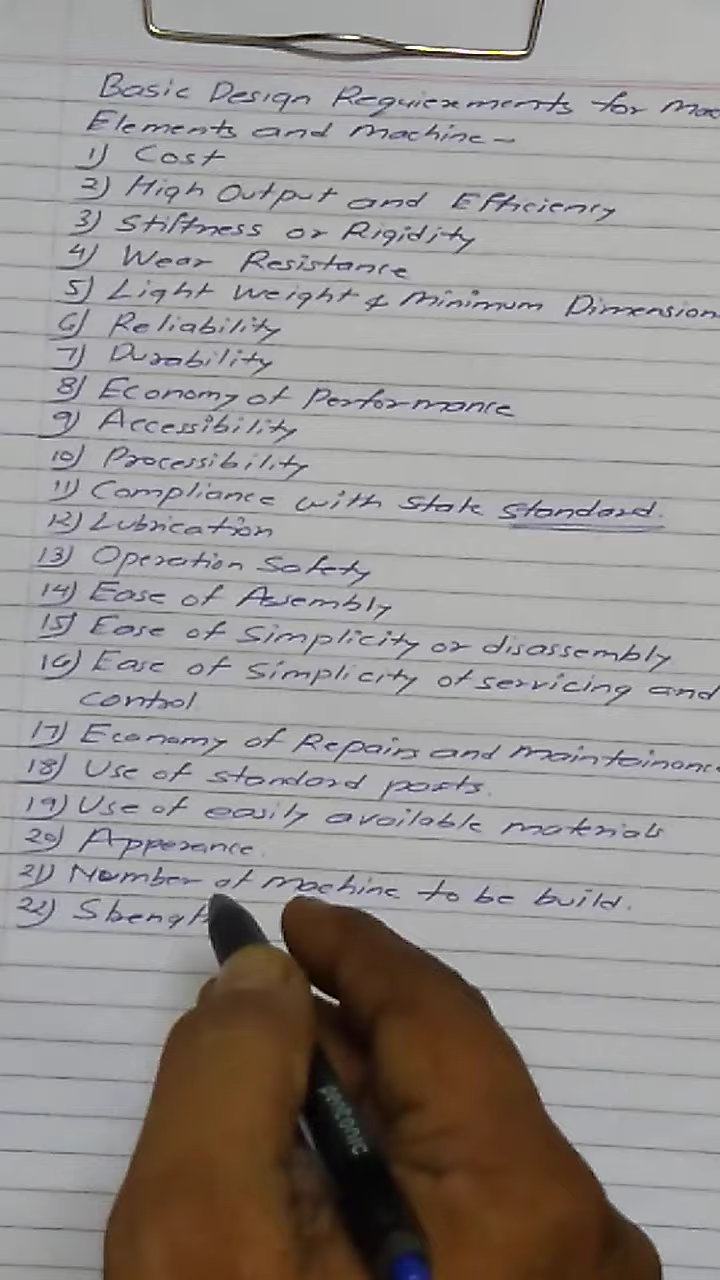 Basic Design Requirements for Mac
Elements and Machine -
1) Cost
2) High Output and Efficiency
3) Stiffness or Rigidity
4) Wear Resistance
5) Light Weight & Minimum Dimension
6) Reliability
7) Durability
8) Economy of Performance
9) Accessibility
10) Processibility
11) Compliance with State Standard.
12) Lubrication
13) Operation Safety
14) Ease of Assembly
15) Ease of Simplicity or disassembly
16) Ease of Simplicity of servicing and
control
17) Economy of Repairs and Maintainanc
18) Use of standard parts.
19) Use of easily available materials
20) Apperance.
21) Number of machine to be build.
22)
pentonic